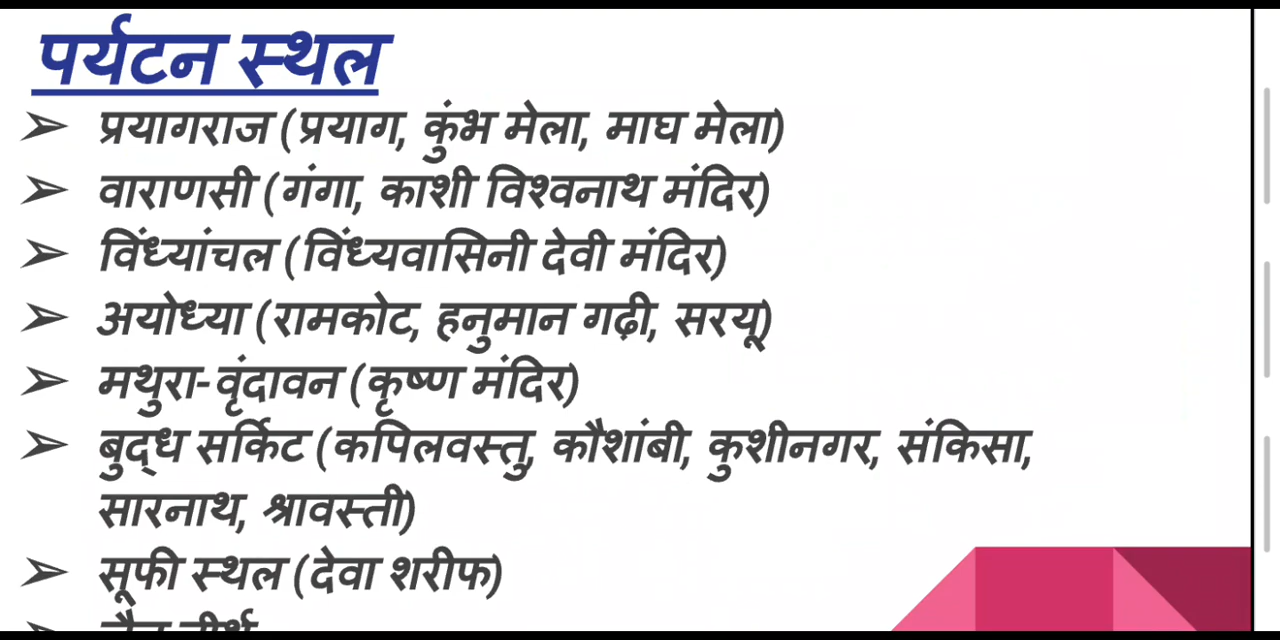 पर्यटन स्थल
➢ प्रयागराज (प्रयाग, कुंभ मेला, माघ मेला)
➢ वाराणसी (गंगा, काशी विश्वनाथ मंदिर)
➢ विंध्यांचल (विंध्यवासिनी देवी मंदिर)
➢ अयोध्या (रामकोट, हनुमान गढ़ी, सरयू)
➢ मथुरा- वृंदावन (कृष्ण मंदिर)
➢ बुद्ध सर्किट (कपिलवस्तु, कौशांबी, कुशीनगर, संकिसा,
सारनाथ, श्रावस्ती)
➢ सूफी स्थल (देवा शरीफ)